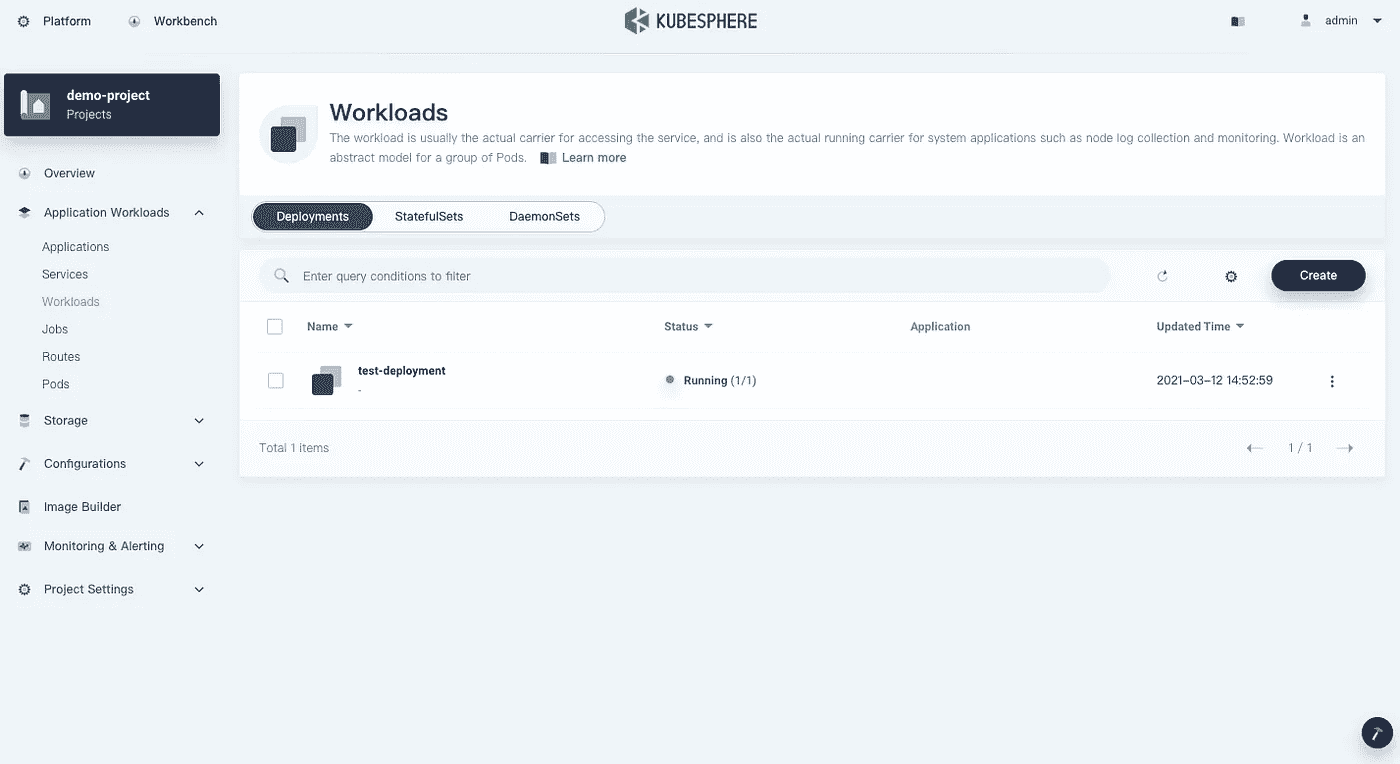 Platform
Workbench
KUBESPHERE
admin
demo-project
Projects
Overview
Application Workloads
Applications
Services
Workloads
Jobs
Routes
Pods
Storage
Configurations
Image Builder
Monitoring & Alerting
Project Settings
Workloads
The workload is usually the actual carrier for accessing the service, and is also the actual running carrier for system applications such as node log collection and monitoring. Workload is an
abstract model for a group of Pods. Learn more
Deployments StatefulSets DaemonSets
Enter query conditions to filter
Create
Name Status Application Updated Time
test-deployment
-
Running (1/1)
2021-03-12 14:52:59
Total 1 items
1 / 1